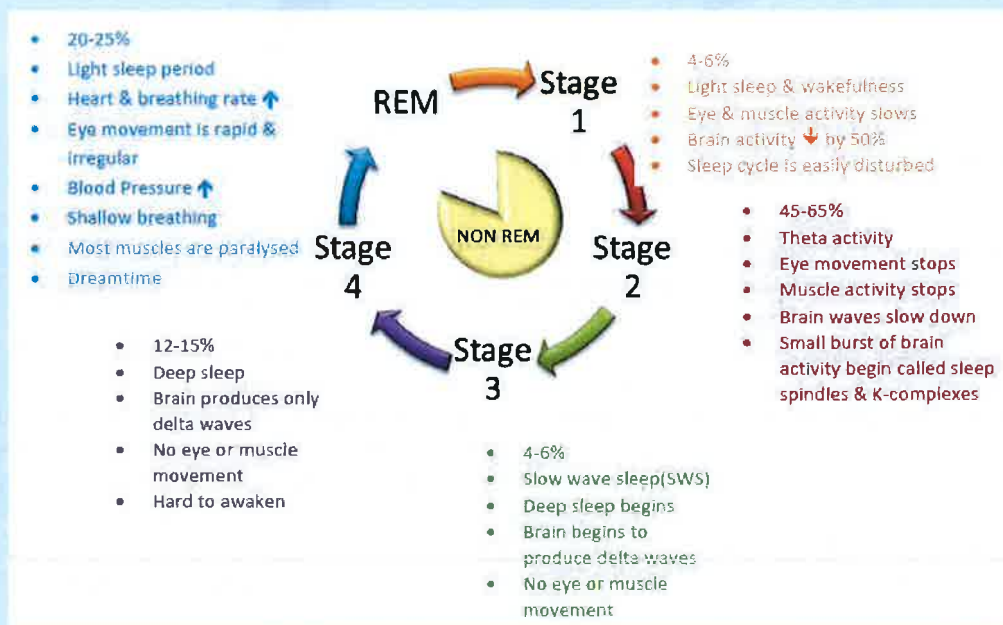 20-25%
Light sleep period
Heart & breathing rate ↑
Eye movement is rapid &
irregular
Blood Pressure ↑
Shallow breathing
Most muscles are paralysed
Dreamtime
REM
Stage
1
4-6%
Light sleep & wakefulness
Eye & muscle activity slows
Brain activity ↓ by 50%
Sleep cycle is easily disturbed
NON REM
Stage
2
45-65%
Theta activity
Eye movement stops
Muscle activity stops
Brain waves slow down
Small burst of brain
activity begin called sleep
spindles & K-complexes
Stage
3
4-6%
Slow wave sleep(SWS)
Deep sleep begins
Brain begins to
produce delta waves
No eye or muscle
movement
Stage
4
12-15%
Deep sleep
Brain produces only
delta waves
No eye or muscle
movement
Hard to awaken